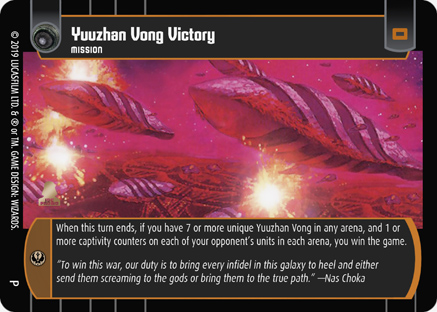 Yuuzhan Vong Victory
MISSION
0
When this turn ends, if you have 7 or more unique Yuuzhan Vong in any arena, and 1 or
more captivity counters on each of your opponent's units in each arena, you win the game.
"To win this war, our duty is to bring every infidel in this galaxy to heel and either
send them screaming to the gods or bring them to the true path." —Nas Choka
© 2019 LUCASFILM LTD. & ® or TM. GAME DESIGN: WIZARDS.
P